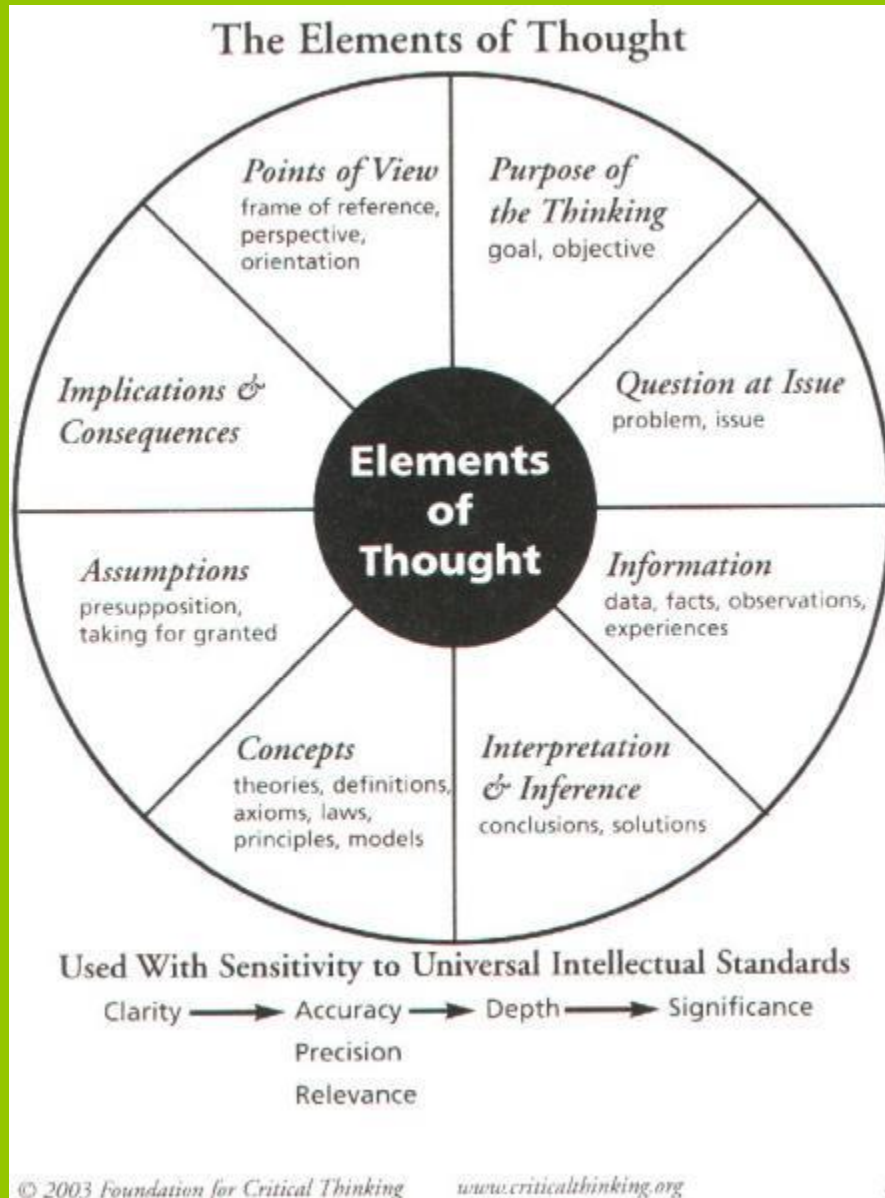 The Elements of Thought
Points of View
frame of reference,
perspective,
orientation
Purpose of
the Thinking
goal, objective
Implications &
Consequences
Question at Issue
problem, issue
Elements
of
Thought
Assumptions
presupposition,
taking for granted
Information
data, facts, observations,
experiences
Concepts
theories, definitions,
axioms, laws,
principles, models
Interpretation
& Inference
conclusions, solutions
Used With Sensitivity to Universal Intellectual Standards
Clarity Accuracy Depth Significance
Precision
Relevance
© 2003 Foundation for Critical Thinking www.criticalthinking.org